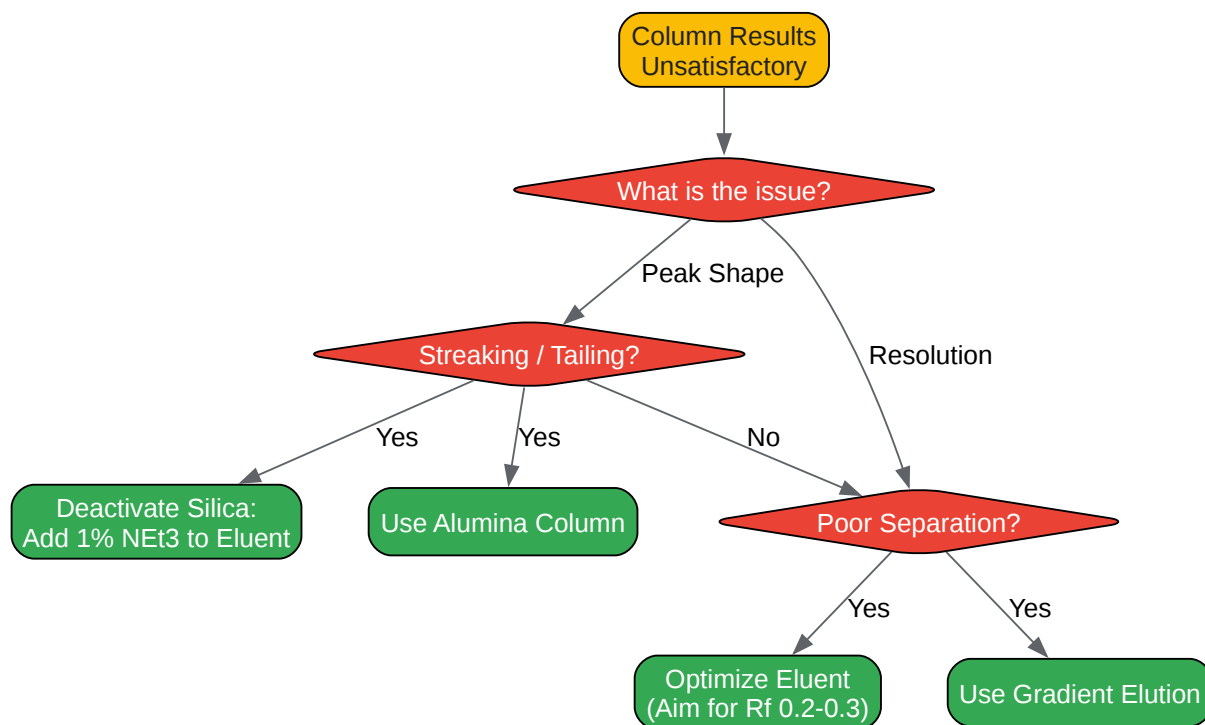 Column Results
Unsatisfactory
What is the issue?
Peak Shape
Resolution
Streaking / Tailing?
Yes
Yes
No
Deactivate Silica:
Add 1% NEt3 to Eluent
Use Alumina Column
Poor Separation?
Yes
Yes
Optimize Eluent
(Aim for Rf 0.2-0.3)
Use Gradient Elution